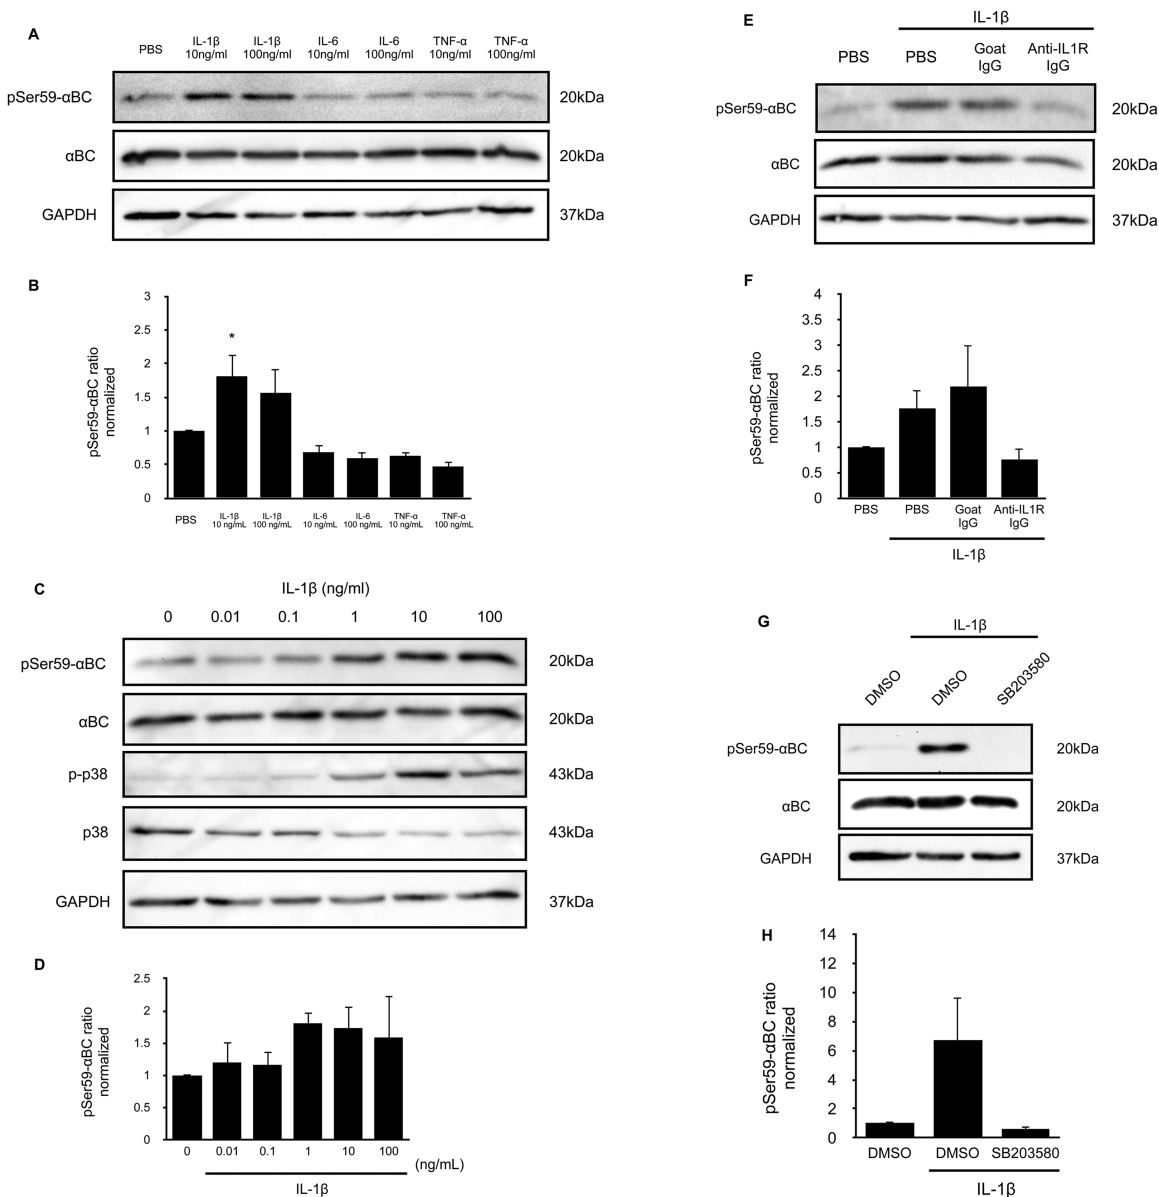 A
PBS
IL-1β
10ng/ml
IL-1β
100ng/ml
IL-6
10ng/ml
IL-6
100ng/ml
TNF-α
10ng/ml
TNF-α
100ng/ml
pSer59-αBC
20kDa
αBC
20kDa
GAPDH
37kDa
B
3
2.5
2
1.5
1
0.5
0
pSer59-αBC ratio
normalized
*
PBS
IL-1β
10 ng/mL
IL-1β
100 ng/mL
IL-6
10 ng/mL
IL-6
100 ng/mL
TNF-α
10 ng/mL
TNF-α
100 ng/mL
C
IL-1β (ng/ml)
0 0.01 0.1 1 10 100
pSer59-αBC
20kDa
αBC
20kDa
p-p38
43kDa
p38
43kDa
GAPDH
37kDa
D
2.5
2
1.5
1
0.5
0
pSer59-αBC ratio
normalized
0 0.01 0.1 1 10 100
(ng/mL)
IL-1β
E
IL-1β
PBS
PBS
Goat
IgG
Anti-IL1R
IgG
pSer59-αBC
20kDa
αBC
20kDa
GAPDH
37kDa
F
4
3.5
3
2.5
2
1.5
1
0.5
0
pSer59-αBC ratio
normalized
PBS
PBS
Goat
IgG
Anti-IL1R
IgG
IL-1β
G
IL-1β
DMSO
DMSO
SB203580
pSer59-αBC
20kDa
αBC
20kDa
GAPDH
37kDa
H
14
12
10
8
6
4
2
0
pSer59-αBC ratio
normalized
DMSO
DMSO
SB203580
IL-1β